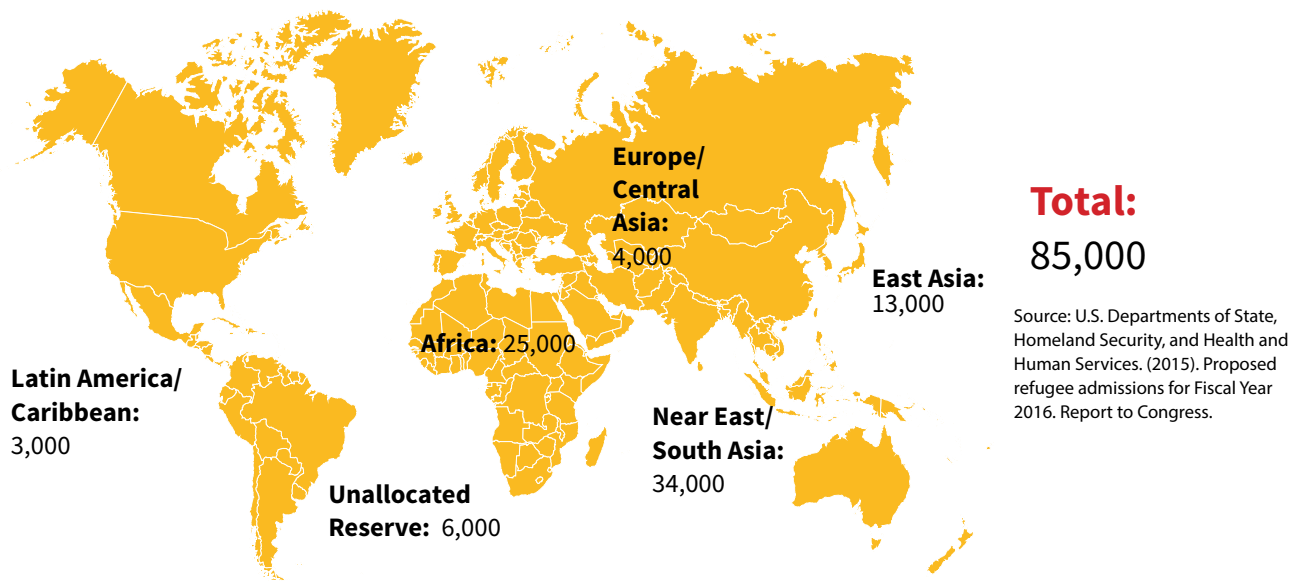 Europe/
Central
Asia:
4,000
Total:
85,000
East Asia:
13,000
Source: U.S. Departments of State,
Homeland Security, and Health and
Human Services. (2015). Proposed
refugee admissions for Fiscal Year
2016. Report to Congress.
Africa: 25,000
Latin America/
Caribbean:
3,000
Near East/
South Asia:
34,000
Unallocated
Reserve: 6,000